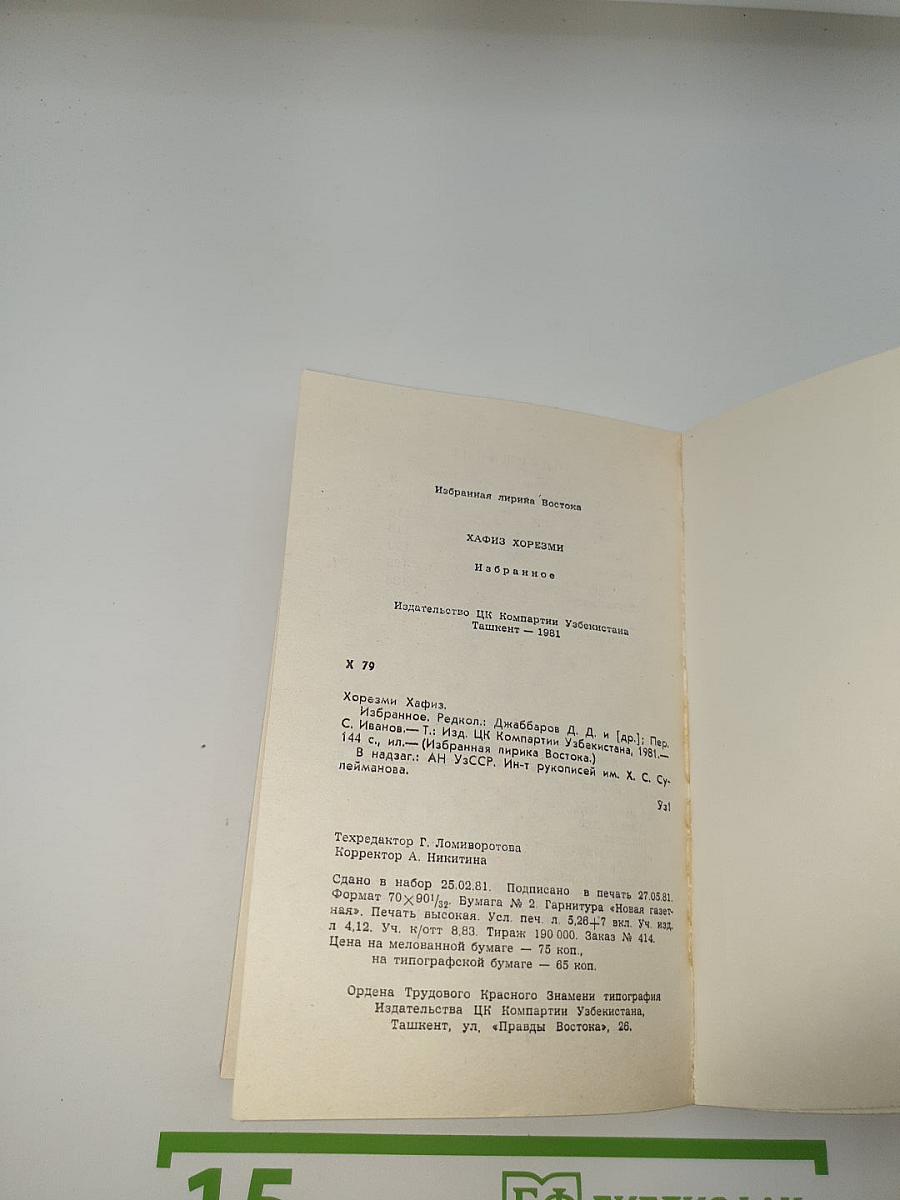 Избранная лирика Востока
ХАФИЗ ХОРЕЗМИ
Избранное
Издательство ЦК Компартии Узбекистана
Ташкент — 1981
Х 79
Хорезми Хафиз.
Избранное. Редкол.: Джаббаров Д. Д. и [др.]; Пер.
С. Иванов.— Т.: Изд. ЦК Компартии Узбекистана, 1981.—
144 с., ил.— (Избранная лирика Востока.)
В надзаг.: АН УзССР. Ин-т рукописей им. Х. С. Су-
лейманова.
Уз1
Техредактор Г. Ломиворотова
Корректор А. Никитина
Сдано в набор 25.02.81. Подписано в печать 27.05.81.
Формат 70×90¹/₃₂. Бумага № 2. Гарнитура «Новая газет-
ная». Печать высокая. Усл. печ. л. 5,26+7 вкл. Уч. изд.
л 4,12. Уч. к/отт 8,83. Тираж 190 000. Заказ № 414.
Цена на мелованной бумаге — 75 коп.,
на типографской бумаге — 65 коп.
Ордена Трудового Красного Знамени типография
Издательства ЦК Компартии Узбекистана,
Ташкент, ул, «Правды Востока», 26.
15